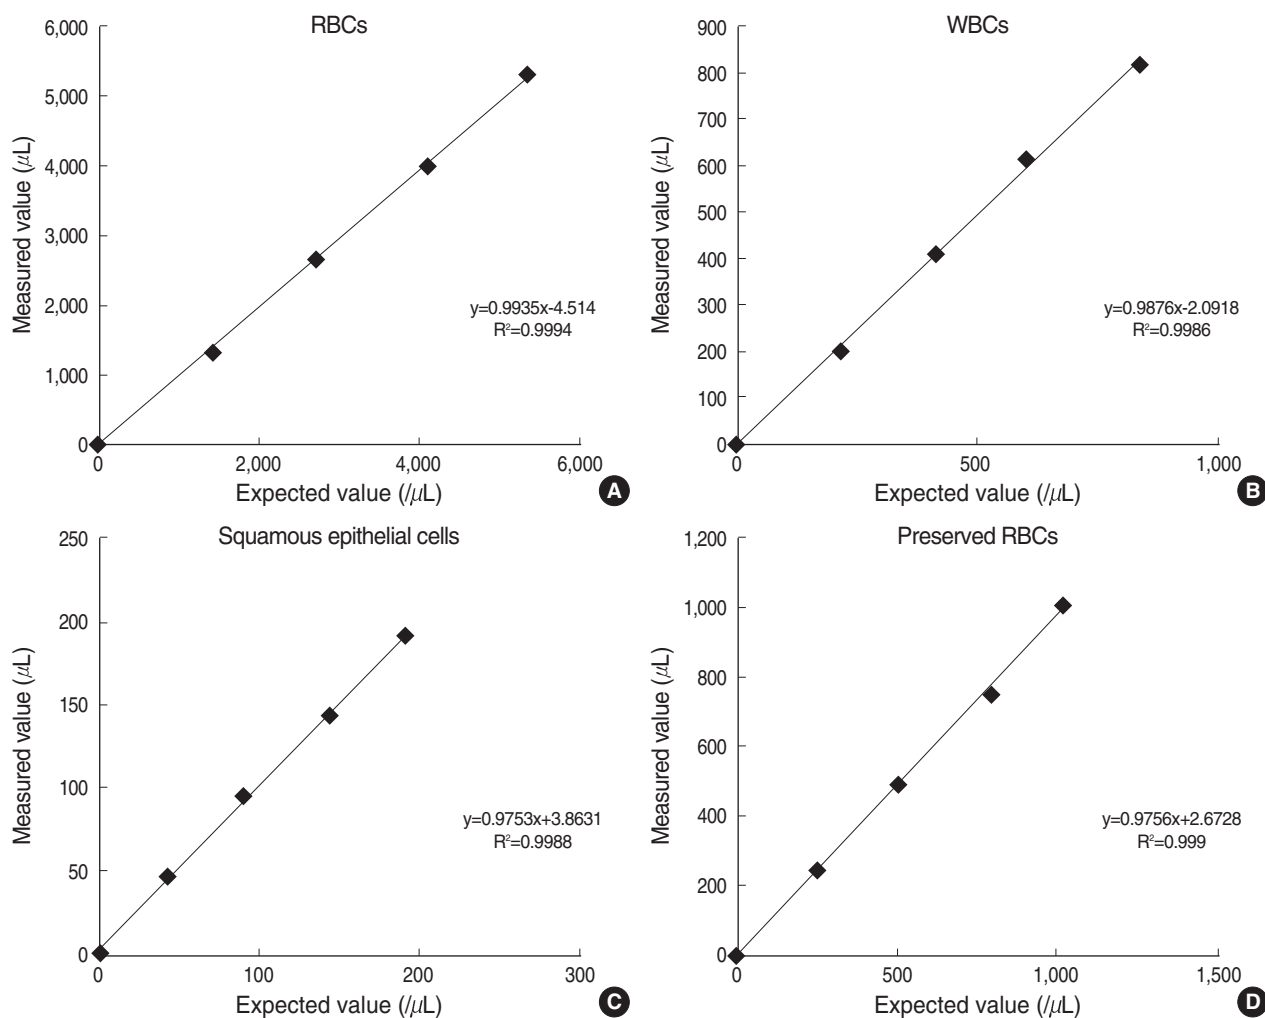 RBCs
6,000
5,000
4,000
3,000
2,000
1,000
0
Measured value (μL)
y=0.9935x-4.514
R²=0.9994
0 2,000 4,000 6,000
Expected value (/μL)
A
WBCs
900
800
700
600
500
400
300
200
100
0
Measured value (μL)
y=0.9876x-2.0918
R²=0.9986
0 500 1,000
Expected value (/μL)
B
Squamous epithelial cells
250
200
150
100
50
0
Measured value (μL)
y=0.9753x+3.8631
R²=0.9988
0 100 200 300
Expected value (/μL)
C
Preserved RBCs
1,200
1,000
800
600
400
200
0
Measured value (μL)
y=0.9756x+2.6728
R²=0.999
0 500 1,000 1,500
Expected value (/μL)
D